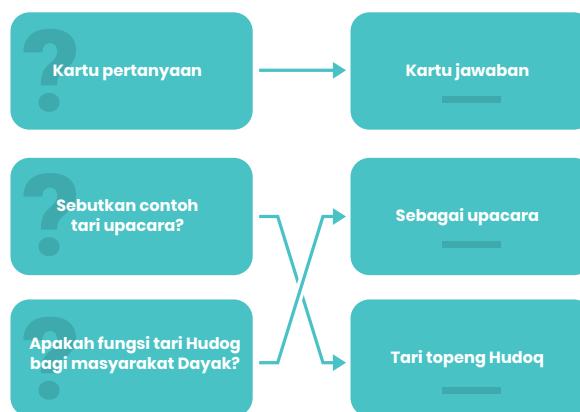 ?
Kartu pertanyaan
Kartu jawaban
?
Sebutkan contoh
tari upacara?
Sebagai upacara
?
Apakah fungsi tari Hudog
bagi masyarakat Dayak?
Tari topeng Hudoq